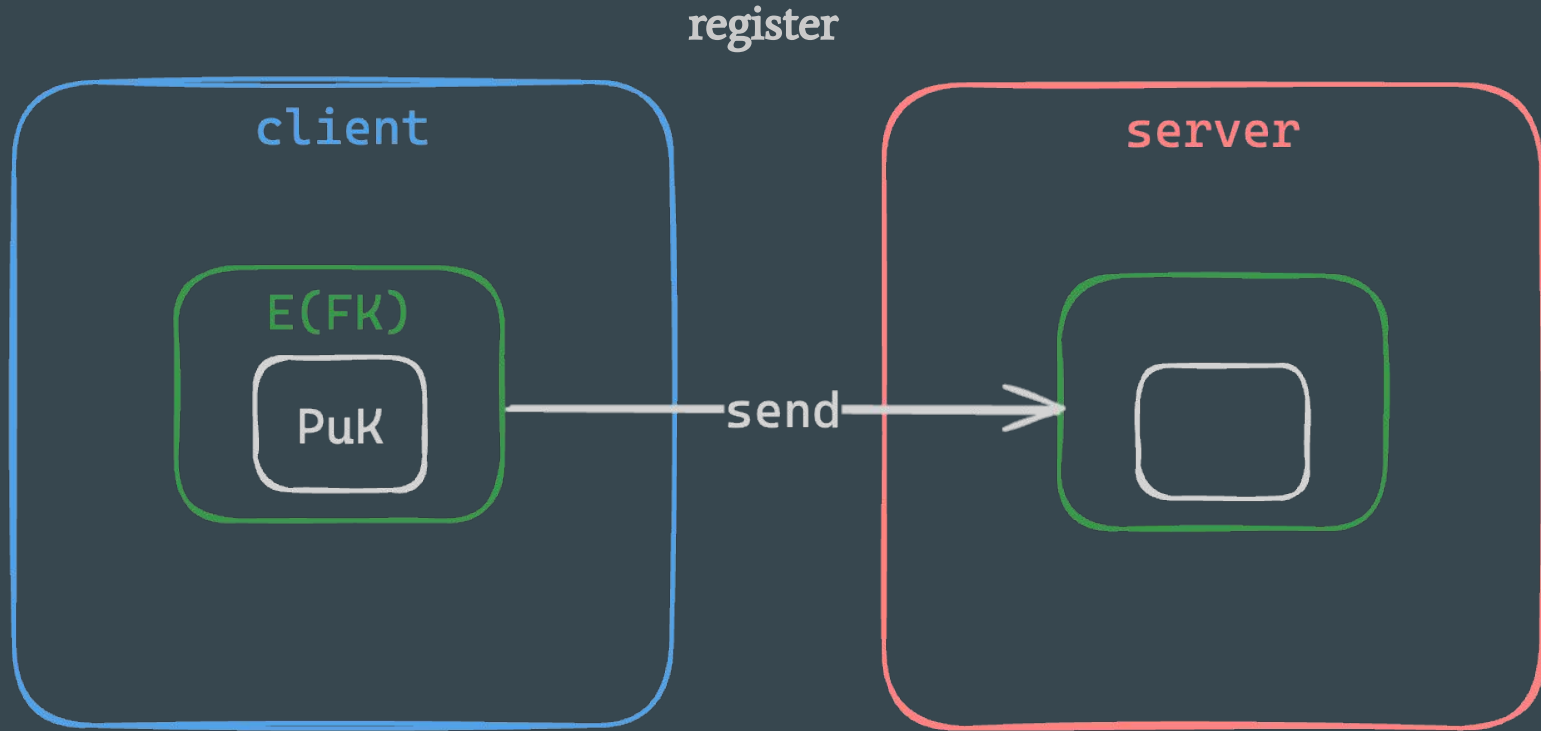 register
client
server
E(FK)
PuK
send